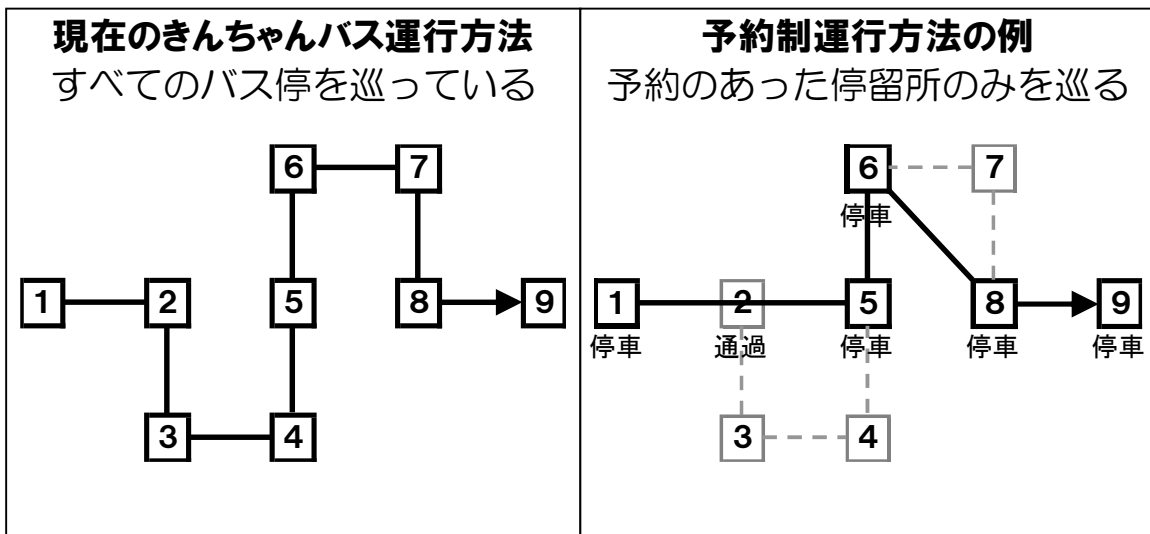 現在のきんちゃんバス運行方法
すべてのバス停を巡っている
6 7
1 2 5 8 9
3 4
予約制運行方法の例
予約のあった停留所のみを巡る
6 7
停車
1 2 5 8 9
停車 通過 停車 停車 停車
3 4